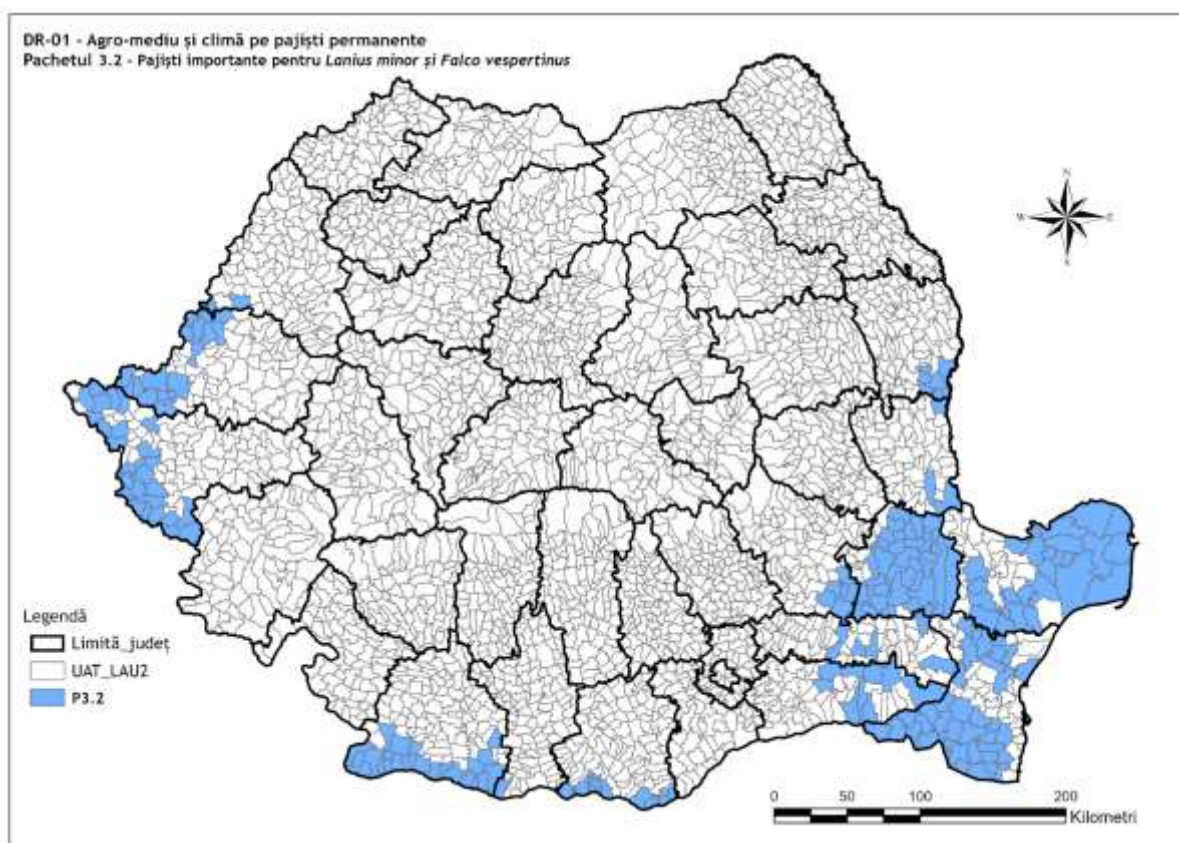 DR-01 - Agro-mediu și climă pe pajiști permanente
Pachetul 3.2 - Pajiști importante pentru Lanius minor și Falco vespertinus
N
W
E
S
Legendă
Limită_județ
UAT_LAU2
P3.2
0 50 100 200
Kilometri